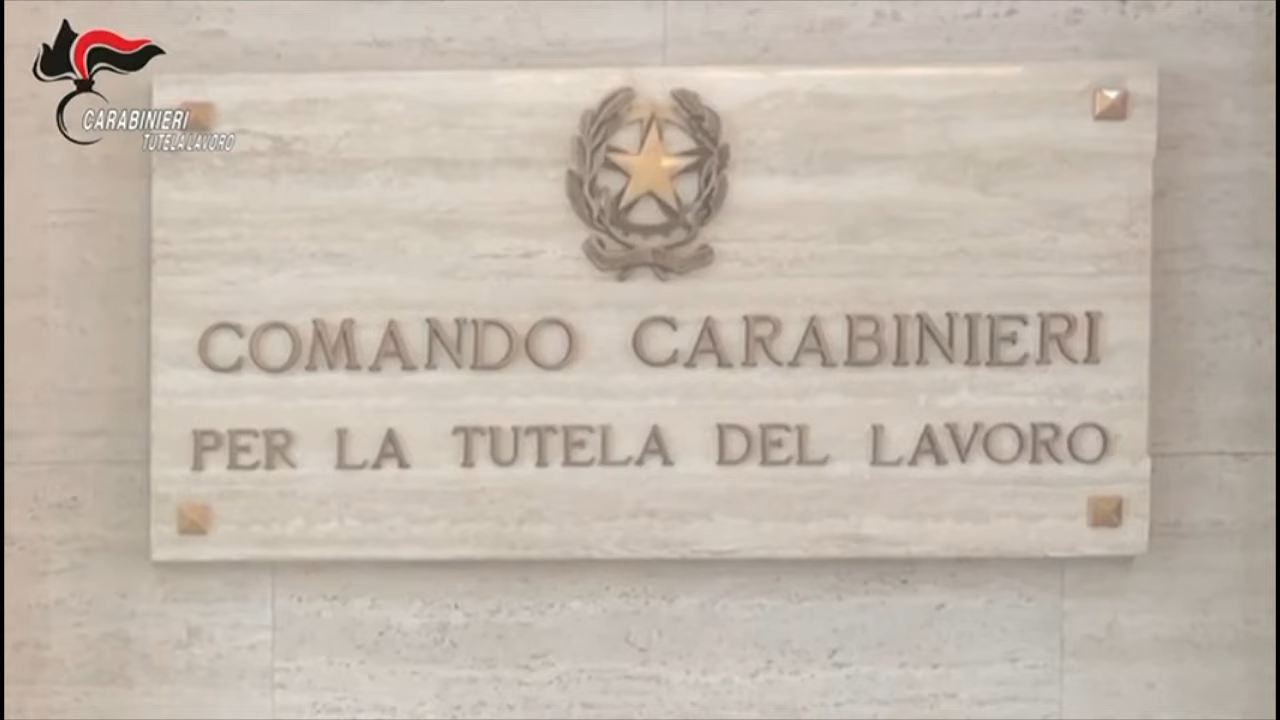 CARABINIERI
TUTELA LAVORO
COMANDO CARABINIERI
PER LA TUTELA DEL LAVORO